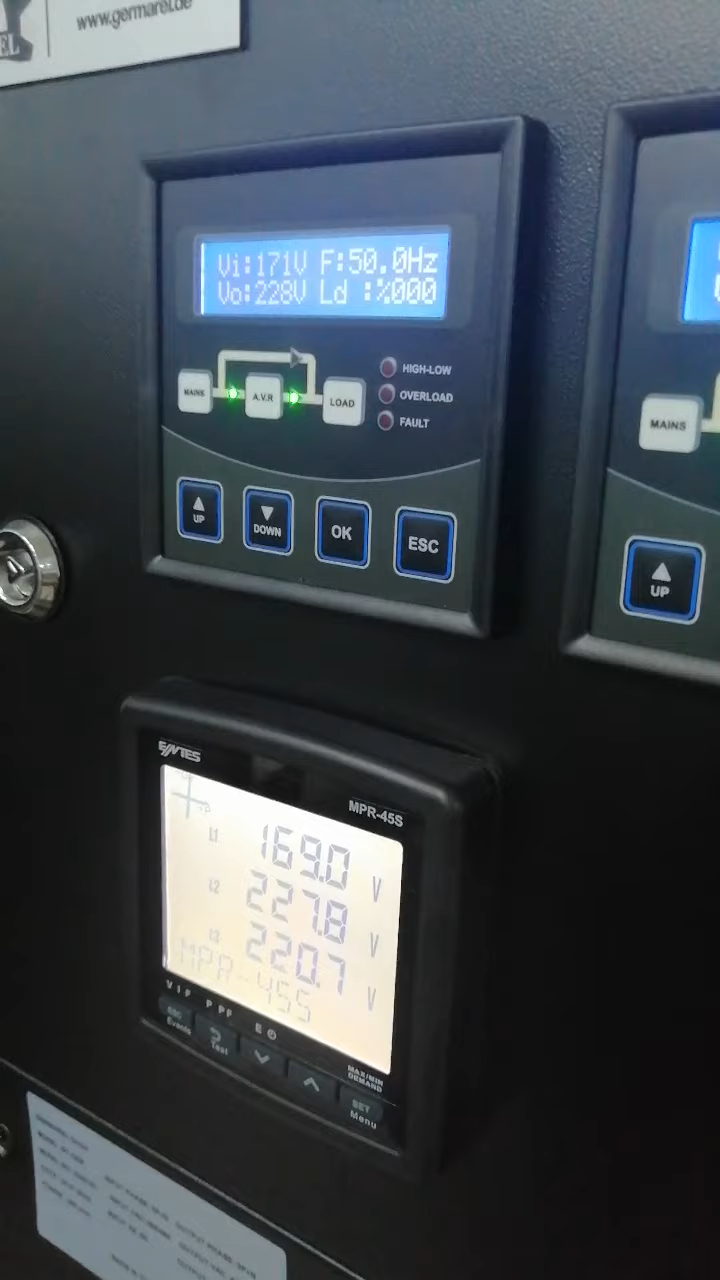 www.germarel.de
EL
Vi:171V F:50.0Hz
Vo:228V Ld :%000
MAINS
A.V.R
LOAD
HIGH-LOW
OVERLOAD
FAULT
UP
DOWN
OK
ESC
MAINS
UP
ENTES
MPR-45S
L1 169.0 V
L2 227.8 V
L3 220.7 V
MPR-45S
V I F P PF E
ESC
Events
Test
MAX/MIN
DEMAND
SET
Menu